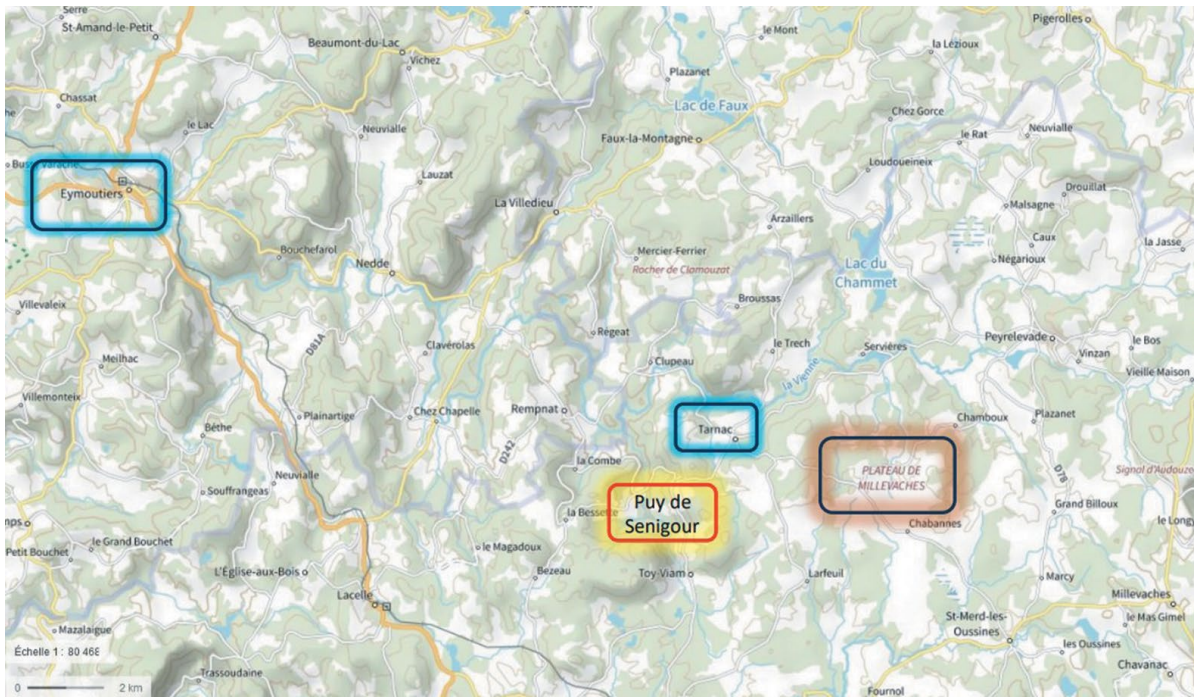 Serre
St-Amand-le-Petit
Beaumont-du-Lac
Vichez
Pigerolles
le Mont
la Lézioux
Plazanet
Chassat
Lac de Faux
Chez Gorce
le Lac
Neuvialle
Faux-la-Montagne
le Rat
Neuvialle
Loudoueineix
Lauzat
Eymoutiers
Drouillat
La Villedieu
Malsagne
Arzaillers
Caux
la Jasse
Bouchefarol
Nedde
Mercier-Ferrier
Rocher de Clamouzat
Négarioux
Lac du
Chammet
Villevaleix
Broussas
D81A
Régeat
Peyrelevade
le Bos
Clavérolas
le Trech
Servières
Vinzan
Meilhac
Clupeau
la Vienne
Vieille Maison
Villemonteix
Plainartige
Chez Chapelle
Rempnat
Chamboux
Plazanet
Béthe
Tarnac
D242
la Combe
PLATEAU DE
MILLEVACHES
D78
Signal d'Audouze
Neuvialle
Souffrangeas
Puy de
Senigour
la Bessette
Grand Billoux
Chabannes
le Longy
Petit Bouchet
le Grand Bouchet
le Magadoux
L'Église-aux-Bois
Bezeau
Toy-Viam
Larfeuil
Marcy
Lacelle
Millevaches
St-Merd-les-
Oussines
le Mas Gimel
Mazalaigue
les Oussines
Échelle 1 : 80 468
Trassoudaine
Chavanac
0 2 km
Fournol